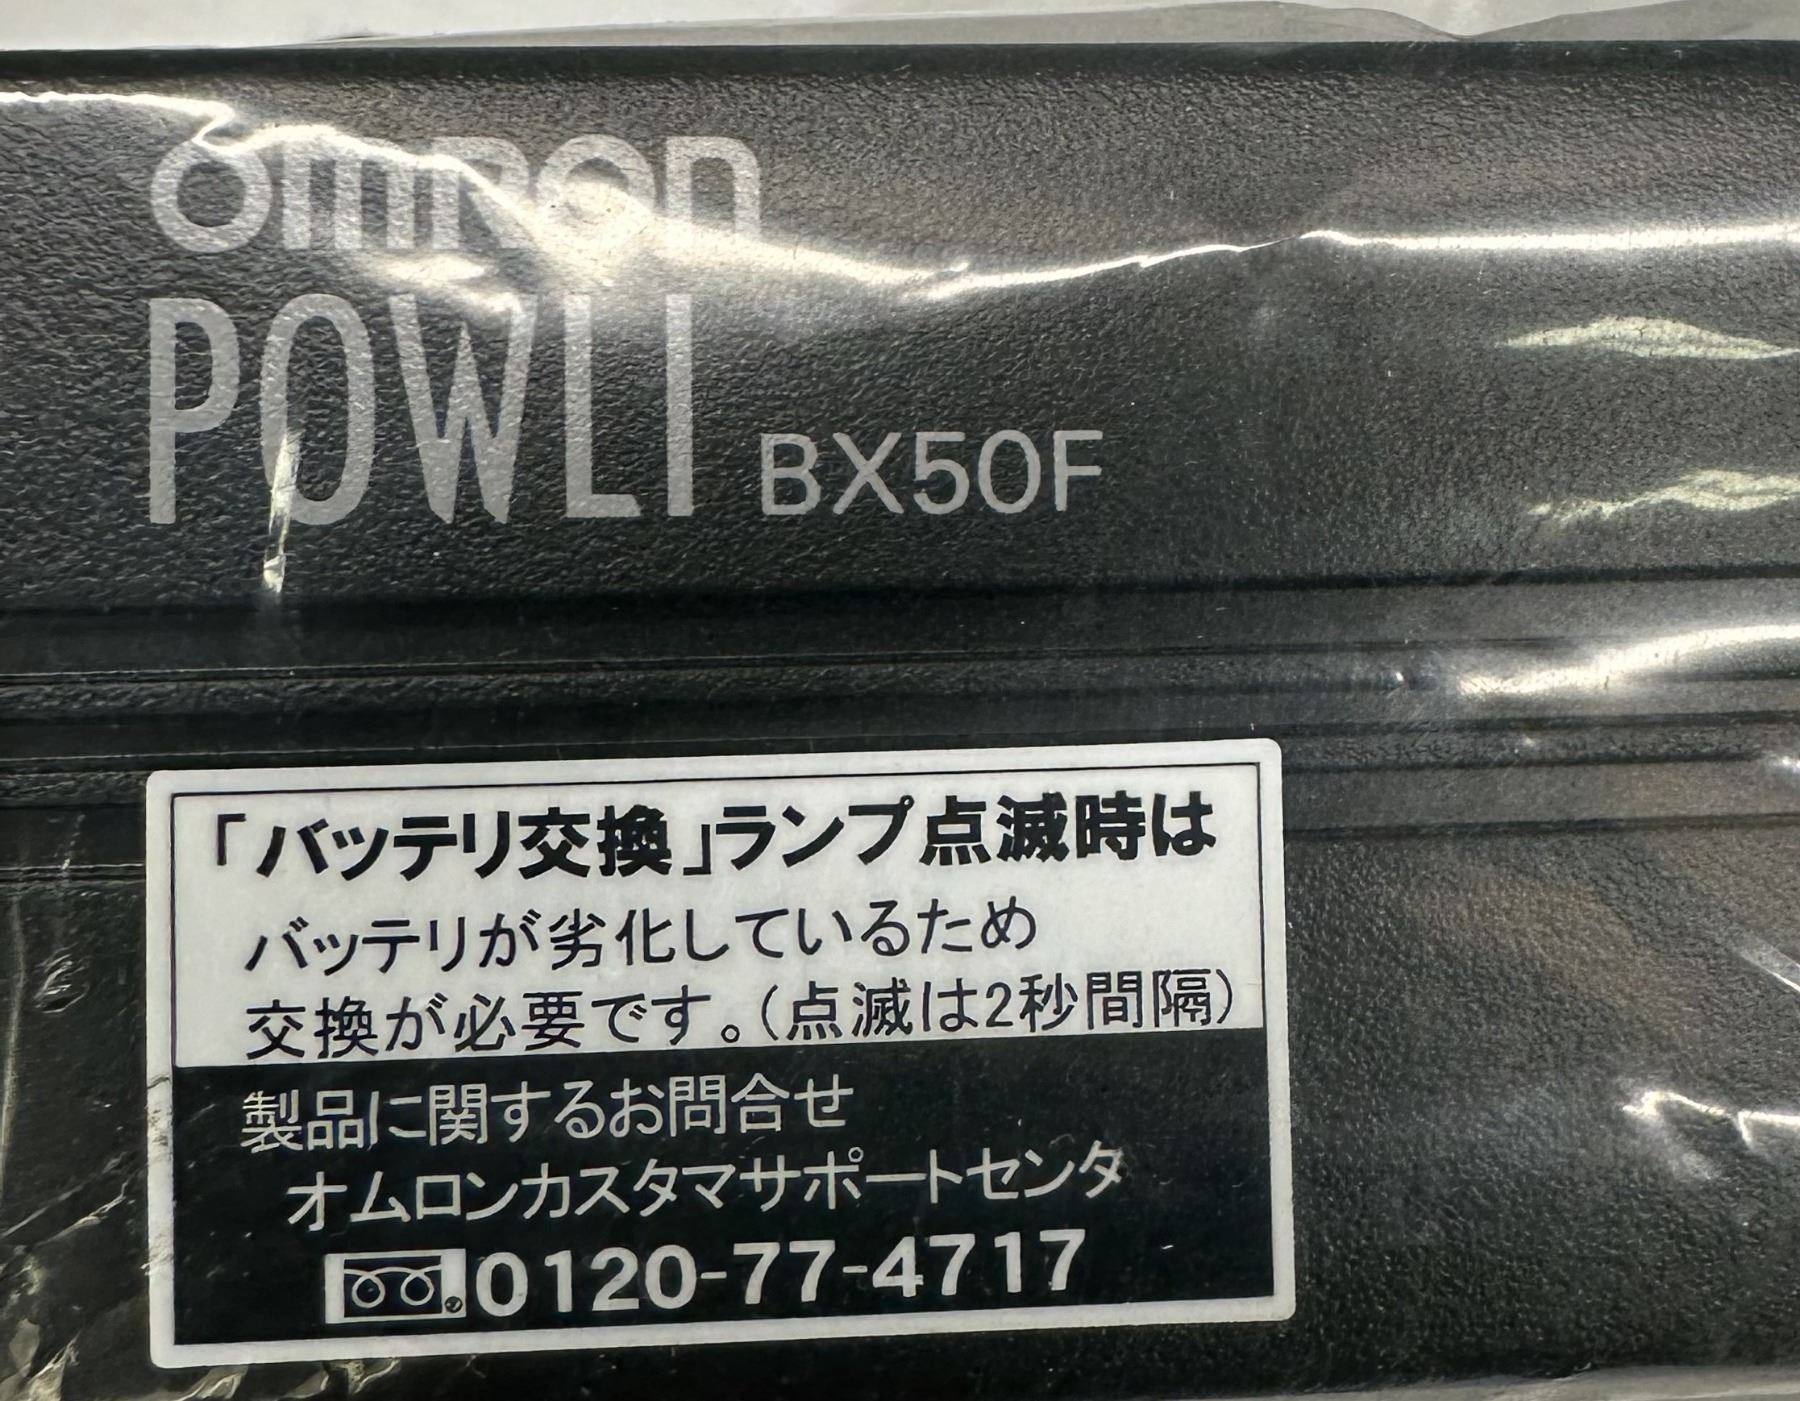 omron
POWLI BX50F
「バッテリ交換」ランプ点滅時は
バッテリが劣化しているため
交換が必要です。(点滅は2秒間隔)
製品に関するお問合せ
オムロンカスタマサポートセンタ
0120-77-4717